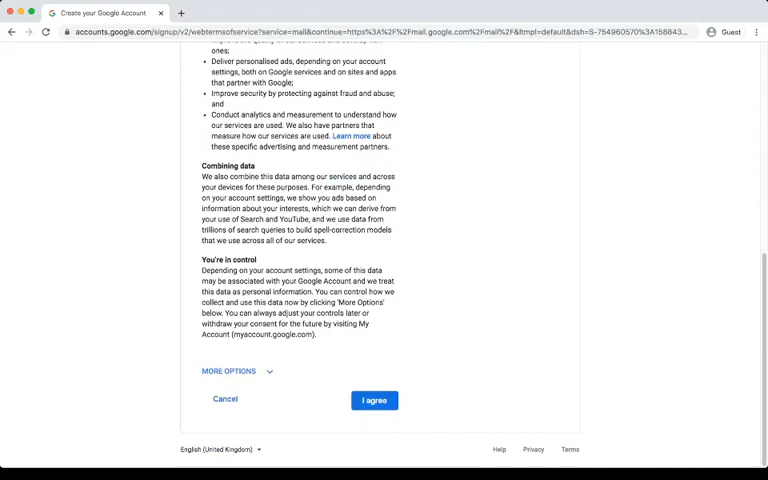 Create your Google Account
accounts.google.com/signup/v2/webtermsofservice?service=mail&continue=https%3A%2F%2Fmail.google.com%2Fmail%2F&ltmpl=default&dsh=S-754960570%3A158843...
Guest
ones;
Deliver personalised ads, depending on your account
settings, both on Google services and on sites and apps
that partner with Google;
Improve security by protecting against fraud and abuse;
and
Conduct analytics and measurement to understand how
our services are used. We also have partners that
measure how our services are used. Learn more about
these specific advertising and measurement partners.
Combining data
We also combine this data among our services and across
your devices for these purposes. For example, depending
on your account settings, we show you ads based on
information about your interests, which we can derive from
your use of Search and YouTube, and we use data from
trillions of search queries to build spell-correction models
that we use across all of our services.
You're in control
Depending on your account settings, some of this data
may be associated with your Google Account and we treat
this data as personal information. You can control how we
collect and use this data now by clicking 'More Options'
below. You can always adjust your controls later or
withdraw your consent for the future by visiting My
Account (myaccount.google.com).
MORE OPTIONS
Cancel
I agree
English (United Kingdom)
Help
Privacy
Terms